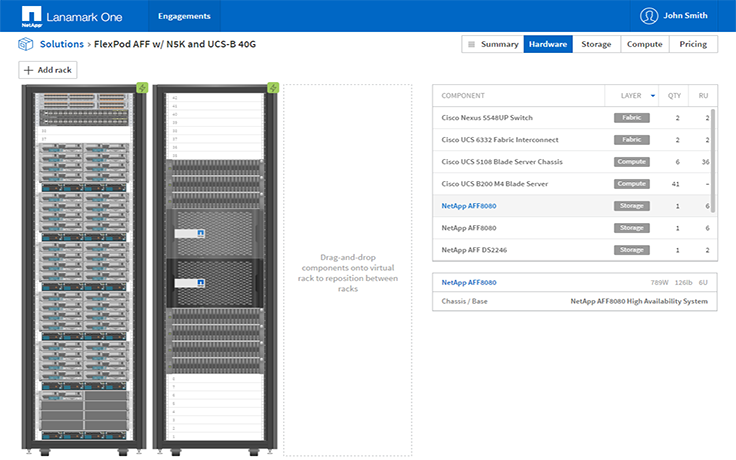 NetApp
Lanamark One
Engagements
John Smith
Solutions › FlexPod AFF w/ N5K and UCS-B 40G
Summary Hardware Storage Compute Pricing
+ Add rack
COMPONENT LAYER QTY RU
Cisco Nexus 5548UP Switch Fabric 2 2
Cisco UCS 6332 Fabric Interconnect Fabric 2 2
Cisco UCS 5108 Blade Server Chassis Compute 6 36
Cisco UCS B200 M4 Blade Server Compute 41 –
NetApp AFF8080 Storage 1 6
NetApp AFF8080 Storage 1 6
NetApp AFF DS2246 Storage 1 2
Drag-and-drop
components onto virtual
rack to reposition between
racks
NetApp AFF8080 789W 126lb 6U
Chassis / Base NetApp AFF8080 High Availability System